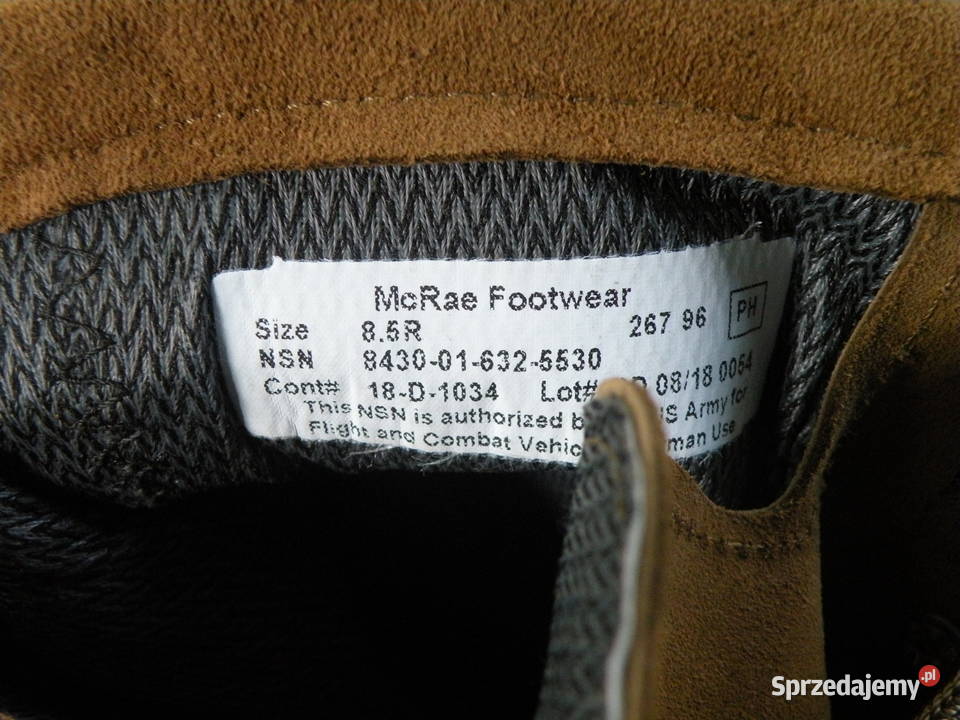 McRae Footwear
Size 8.5R 267 96 PH
NSN 8430-01-632-5530
Cont# 18-D-1034 Lot# D 08/18 0054
This NSN is authorized b US Army for
Flight and Combat Vehic man Use
Sprzedajemy.pl